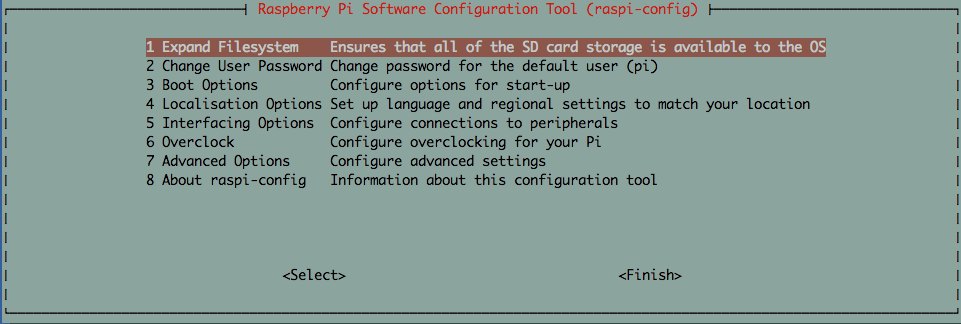 Raspberry Pi Software Configuration Tool (raspi-config)
1 Expand Filesystem Ensures that all of the SD card storage is available to the OS
2 Change User Password Change password for the default user (pi)
3 Boot Options Configure options for start-up
4 Localisation Options Set up language and regional settings to match your location
5 Interfacing Options Configure connections to peripherals
6 Overclock Configure overclocking for your Pi
7 Advanced Options Configure advanced settings
8 About raspi-config Information about this configuration tool
<Select> <Finish>